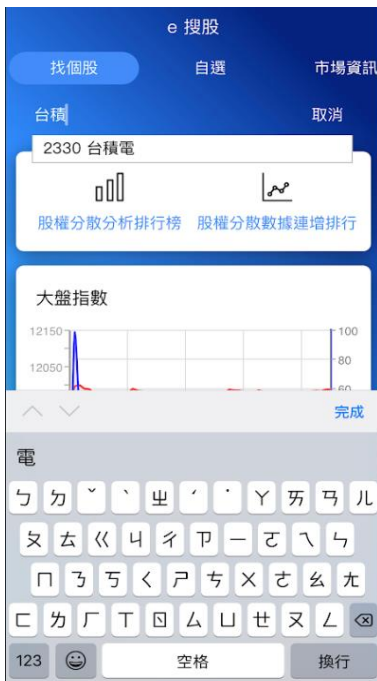 e 搜股
找個股 自選 市場資訊
台積 取消
2330 台積電
股權分散分析排行榜 股權分散數據連增排行
大盤指數
12150 100
80
12050
60
完成
電
ㄅ ㄉ ˇ ˋ ㄓ ˊ ˙ ㄚ ㄞ ㄢ ㄦ
ㄆ ㄊ ㄍ ㄐ ㄔ ㄗ ㄧ ㄛ ㄟ ㄣ
ㄇ ㄋ ㄎ ㄑ ㄕ ㄘ ㄨ ㄜ ㄠ ㄤ
ㄈ ㄌ ㄏ ㄒ ㄖ ㄙ ㄩ ㄝ ㄡ ㄥ
123 空格 換行